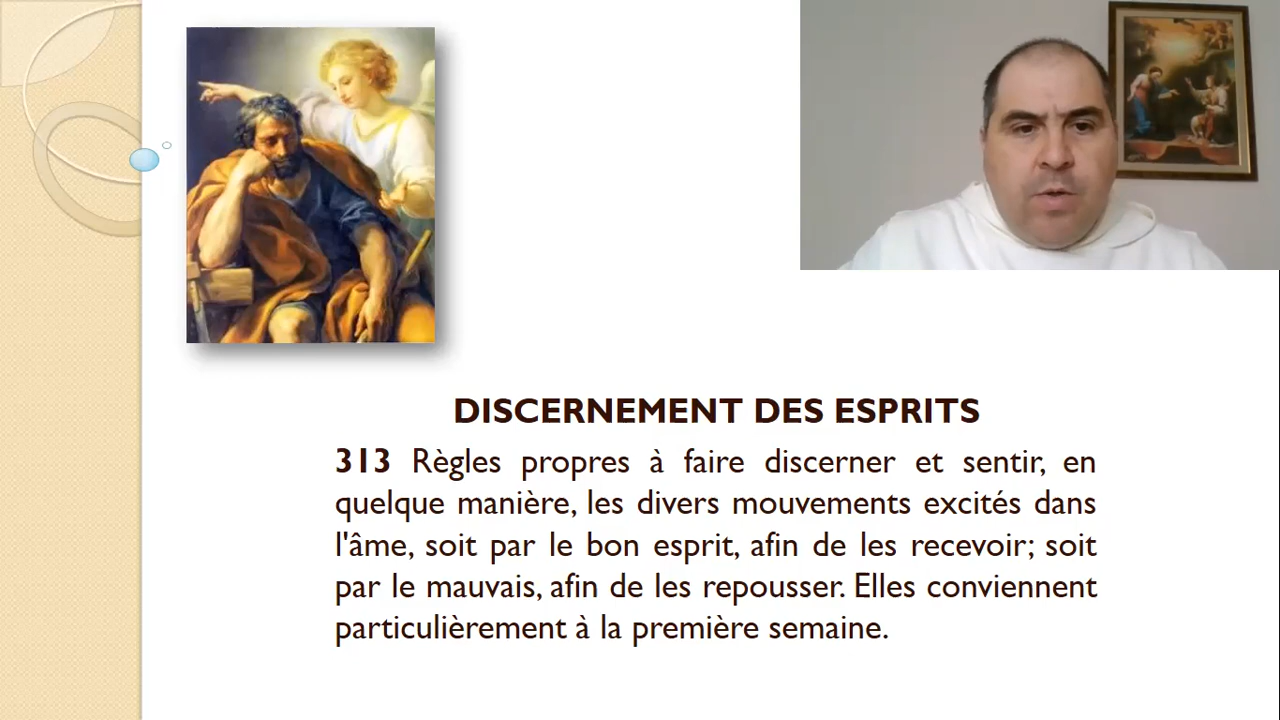 DISCERNEMENT DES ESPRITS
313 Règles propres à faire discerner et sentir, en
quelque manière, les divers mouvements excités dans
l'âme, soit par le bon esprit, afin de les recevoir; soit
par le mauvais, afin de les repousser. Elles conviennent
particulièrement à la première semaine.